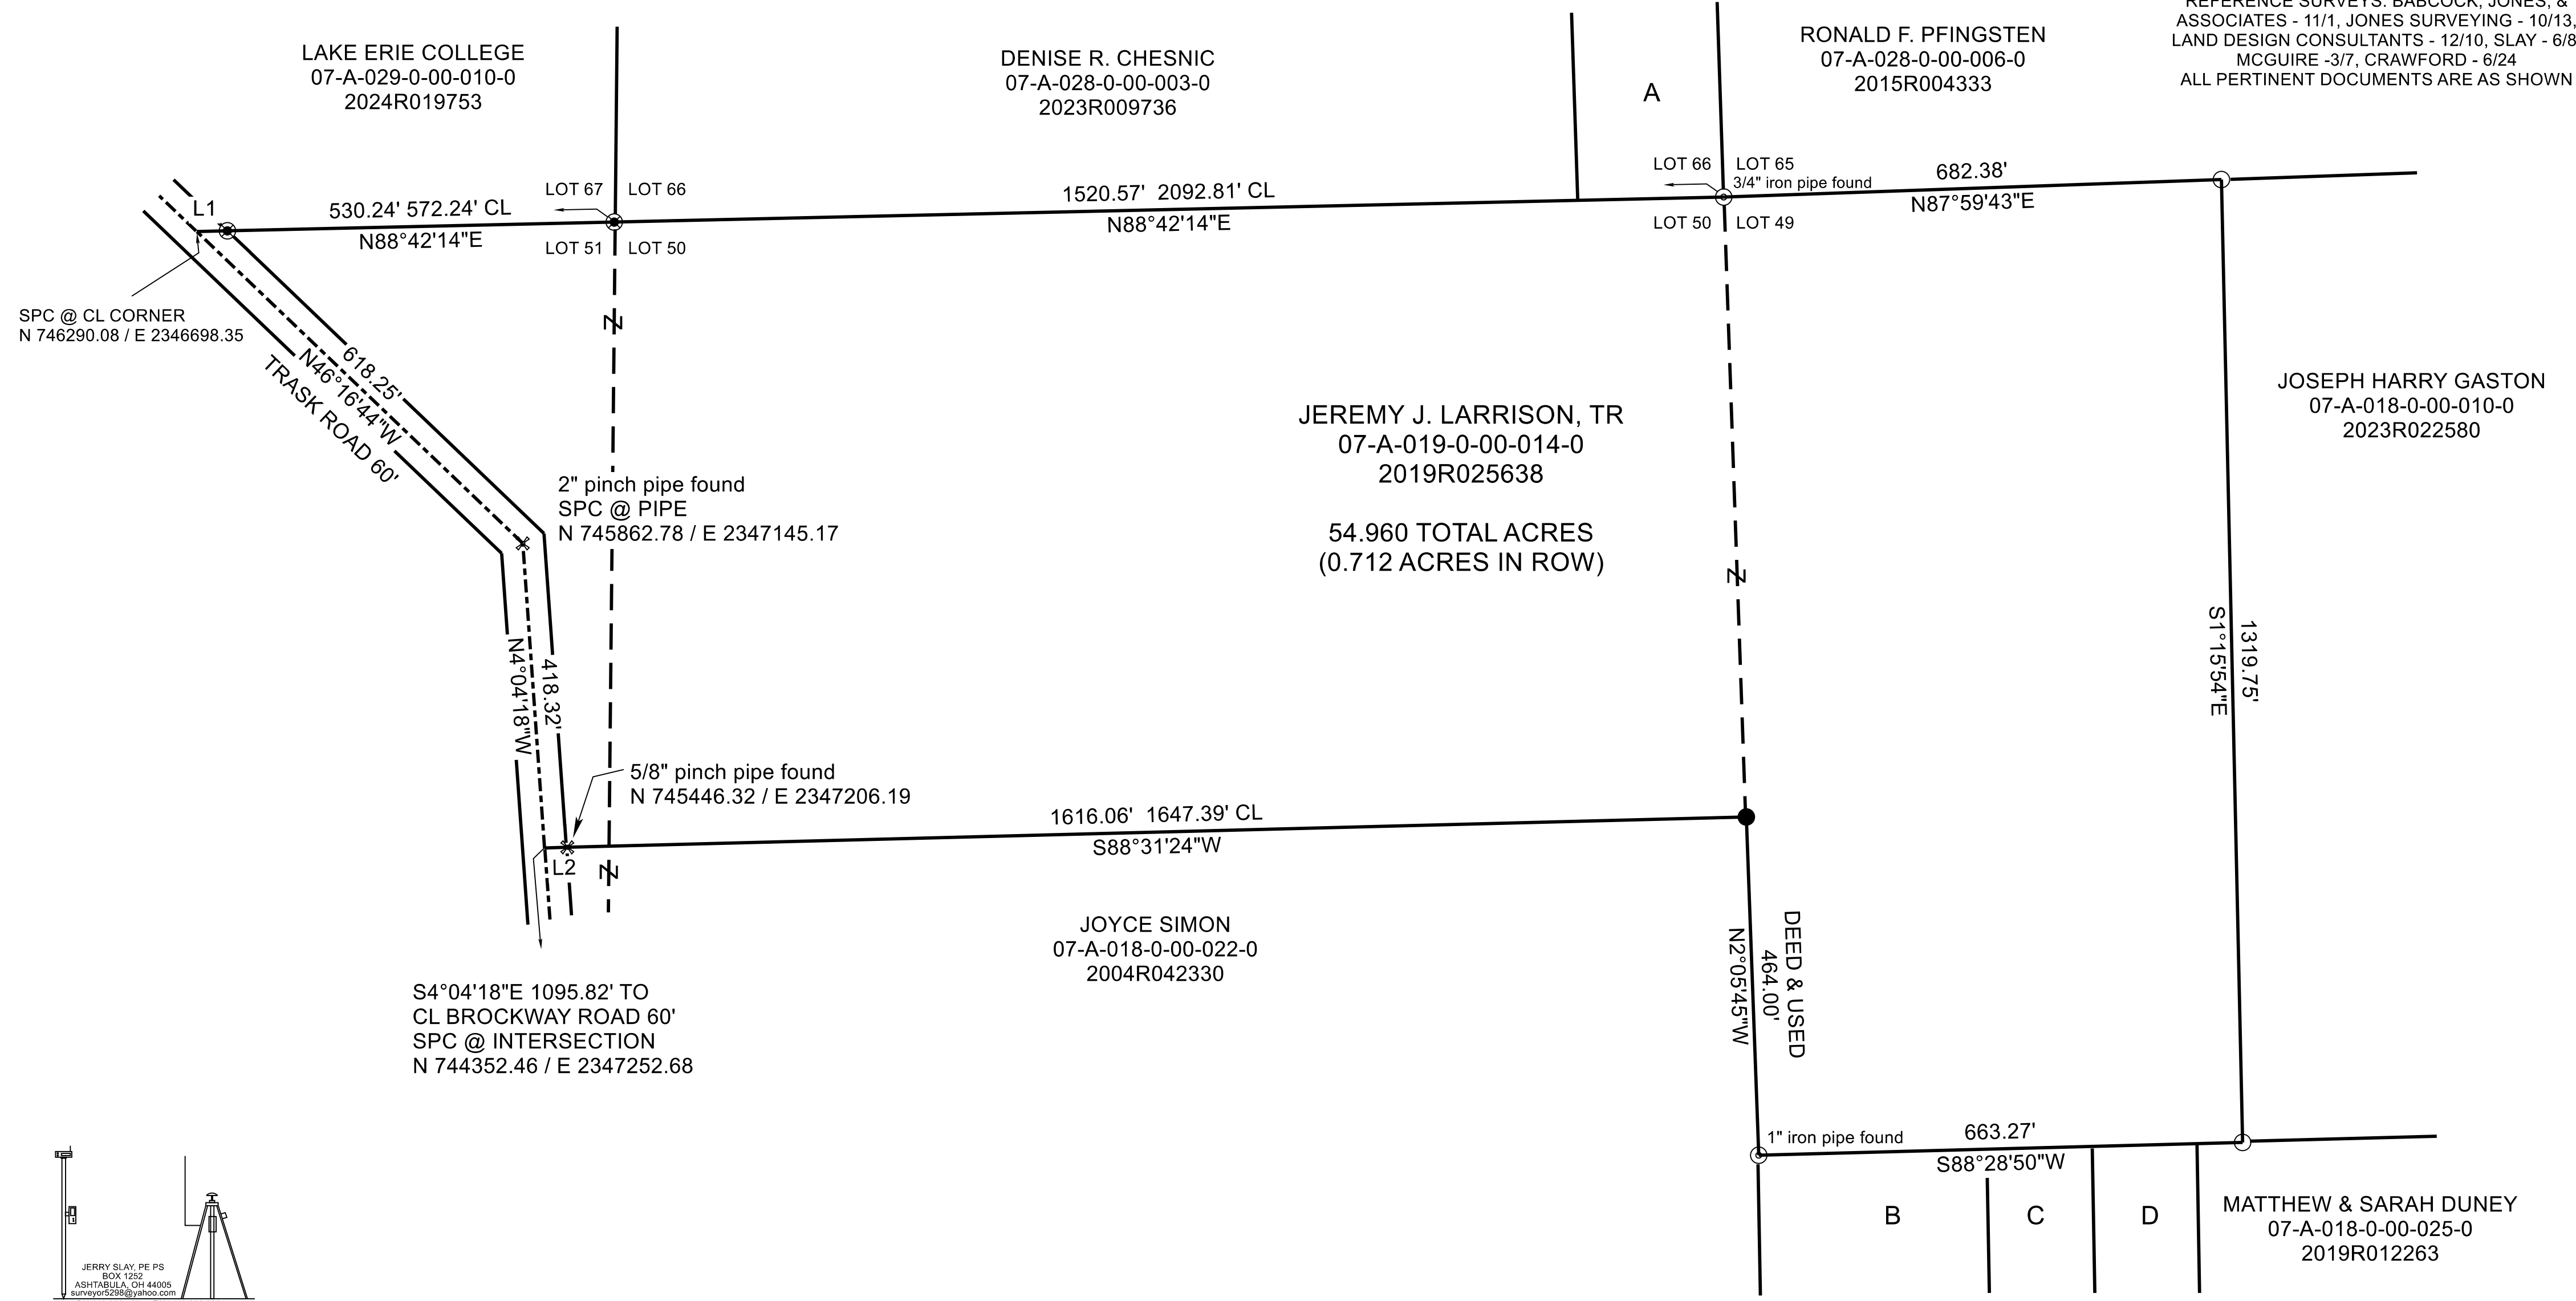 REFERENCE SURVEYS: BABCOCK, JONES, &
ASSOCIATES - 11/1, JONES SURVEYING - 10/13,
LAND DESIGN CONSULTANTS - 12/10, SLAY - 6/8
MCGUIRE -3/7, CRAWFORD - 6/24
ALL PERTINENT DOCUMENTS ARE AS SHOWN
LAKE ERIE COLLEGE
07-A-029-0-00-010-0
2024R019753
DENISE R. CHESNIC
07-A-028-0-00-003-0
2023R009736
A
RONALD F. PFINGSTEN
07-A-028-0-00-006-0
2015R004333
L1
530.24' 572.24' CL
N88°42'14"E
LOT 67
LOT 66
LOT 51
LOT 50
1520.57' 2092.81' CL
N88°42'14"E
LOT 66
LOT 65
3/4" iron pipe found
LOT 50
LOT 49
682.38'
N87°59'43"E
SPC @ CL CORNER
N 746290.08 / E 2346698.35
618.25'
N46°16'44"W
TRASK ROAD 60'
Z
2" pinch pipe found
SPC @ PIPE
N 745862.78 / E 2347145.17
JEREMY J. LARRISON, TR
07-A-019-0-00-014-0
2019R025638
54.960 TOTAL ACRES
(0.712 ACRES IN ROW)
Z
JOSEPH HARRY GASTON
07-A-018-0-00-010-0
2023R022580
1319.75'
S1°15'54"E
418.32'
N4°04'18"W
5/8" pinch pipe found
N 745446.32 / E 2347206.19
L2
Z
1616.06' 1647.39' CL
S88°31'24"W
JOYCE SIMON
07-A-018-0-00-022-0
2004R042330
DEED & USED
464.00'
N2°05'45"W
S4°04'18"E 1095.82' TO
CL BROCKWAY ROAD 60'
SPC @ INTERSECTION
N 744352.46 / E 2347252.68
1" iron pipe found
663.27'
S88°28'50"W
B
C
D
MATTHEW & SARAH DUNEY
07-A-018-0-00-025-0
2019R012263
JERRY SLAY, PE PS
BOX 1252
ASHTABULA, OH 44005
surveyor5298@yahoo.com